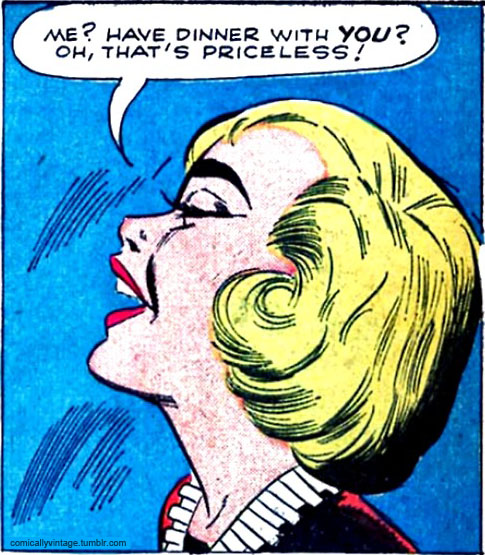 ME? HAVE DINNER WITH YOU?
OH, THAT'S PRICELESS!
comicallyvintage.tumblr.com